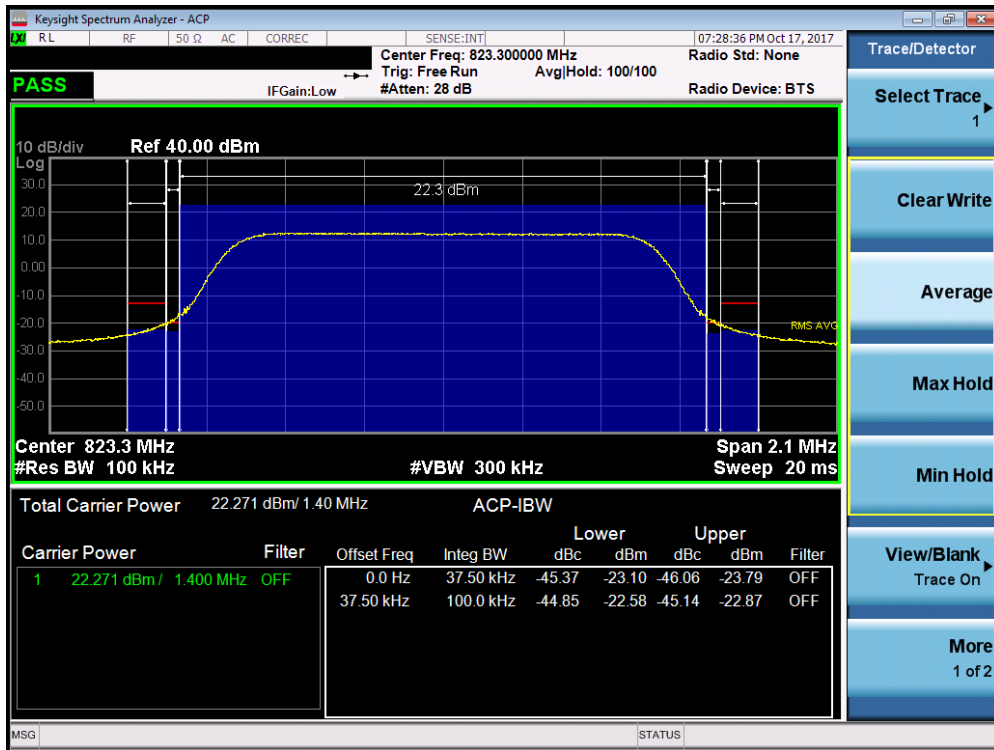 Keysight Spectrum Analyzer - ACP
LXI RL RF 50 Ω AC CORREC SENSE:INT 07:28:36 PM Oct 17, 2017
Center Freq: 823.300000 MHz Radio Std: None
Trig: Free Run Avg|Hold: 100/100
PASS IFGain:Low #Atten: 28 dB Radio Device: BTS
10 dB/div Ref 40.00 dBm
Log
30.0
22.3 dBm
20.0
10.0
0.00
-10.0
-20.0
RMS AVG
-30.0
-40.0
-50.0
Center 823.3 MHz Span 2.1 MHz
#Res BW 100 kHz #VBW 300 kHz Sweep 20 ms
Total Carrier Power 22.271 dBm/ 1.40 MHz ACP-IBW
Lower Upper
Carrier Power Filter Offset Freq Integ BW dBc dBm dBc dBm Filter
1 22.271 dBm / 1.400 MHz OFF 0.0 Hz 37.50 kHz -45.37 -23.10 -46.06 -23.79 OFF
37.50 kHz 100.0 kHz -44.85 -22.58 -45.14 -22.87 OFF
MSG STATUS
Trace/Detector
Select Trace
1
Clear Write
Average
Max Hold
Min Hold
View/Blank
Trace On
More
1 of 2